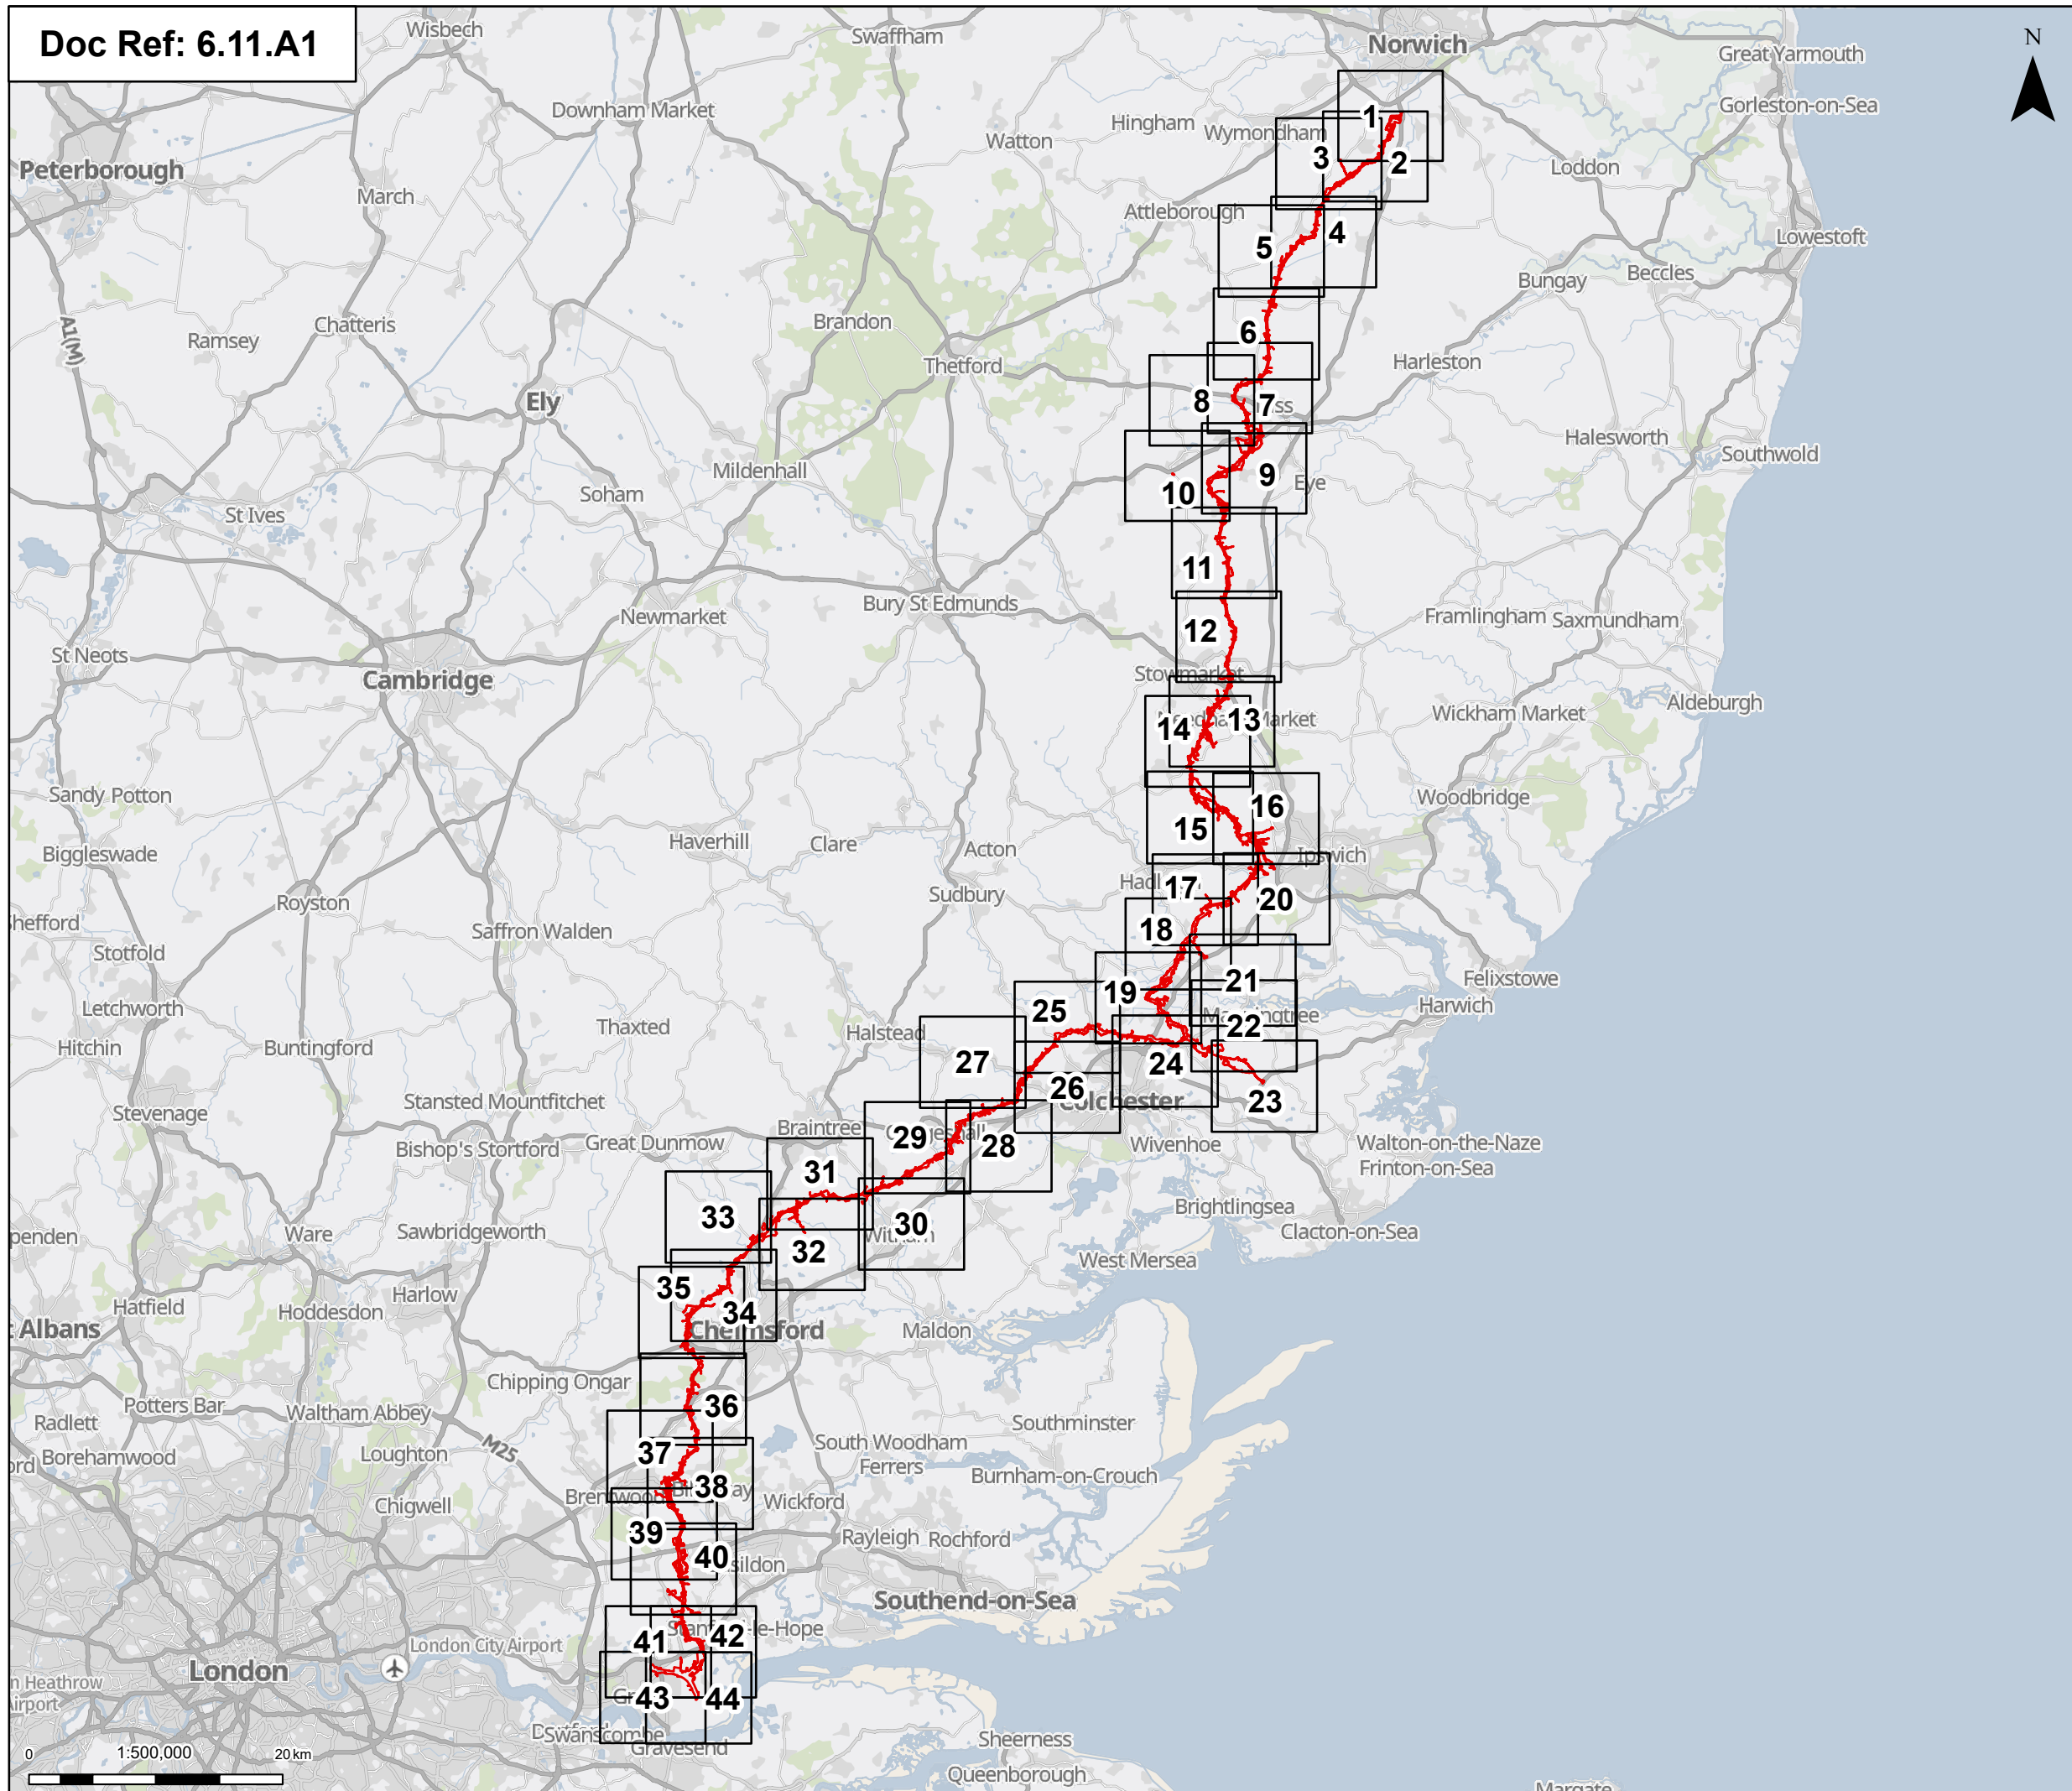 Doc Ref: 6.11.A1
N
Wisbech
Swaffham
Norwich
Great Yarmouth
Downham Market
Gorleston-on-Sea
Hingham
Wymondham
Watton
1
Peterborough
3
2
Loddon
March
Attleborough
4
5
Lowestoft
Beccles
Bungay
A1(M)
Chatteris
Ramsey
Brandon
6
Thetford
Harleston
Ely
8
7
Halesworth
Southwold
Mildenhall
9
Soham
10
Eye
St Ives
11
Bury St Edmunds
Newmarket
Framlingham
Saxmundham
12
St Neots
Cambridge
Stowmarket
Aldeburgh
Wickham Market
14
13
Sandy Potton
Woodbridge
16
15
Haverhill
Clare
Acton
Biggleswade
Ipswich
17
Sudbury
20
Royston
Saffron Walden
18
Stotfold
21
Felixstowe
19
Letchworth
25
Harwich
22
Thaxted
Halstead
Hitchin
Buntingford
27
24
26
Stansted Mountfitchet
Colchester
23
Stevenage
Braintree
29
28
Bishop's Stortford
Great Dunmow
Wivenhoe
Walton-on-the-Naze
Frinton-on-Sea
31
Brightlingsea
33
30
Ware
Sawbridgeworth
Witham
Clacton-on-Sea
32
West Mersea
35
Harlow
Hatfield
Hoddesdon
34
Albans
Chelmsford
Maldon
Chipping Ongar
Potters Bar
Waltham Abbey
36
Radlett
Southminster
M25
Loughton
37
South Woodham
Ferrers
Borehamwood
Burnham-on-Crouch
38
Brentwood
Chigwell
Wickford
39
Rayleigh
Rochford
40
Southend-on-Sea
41
42
London City Airport
London
43
44
Swanscombe
Gravesend
Sheerness
Queenborough
0
1:500,000
20 km